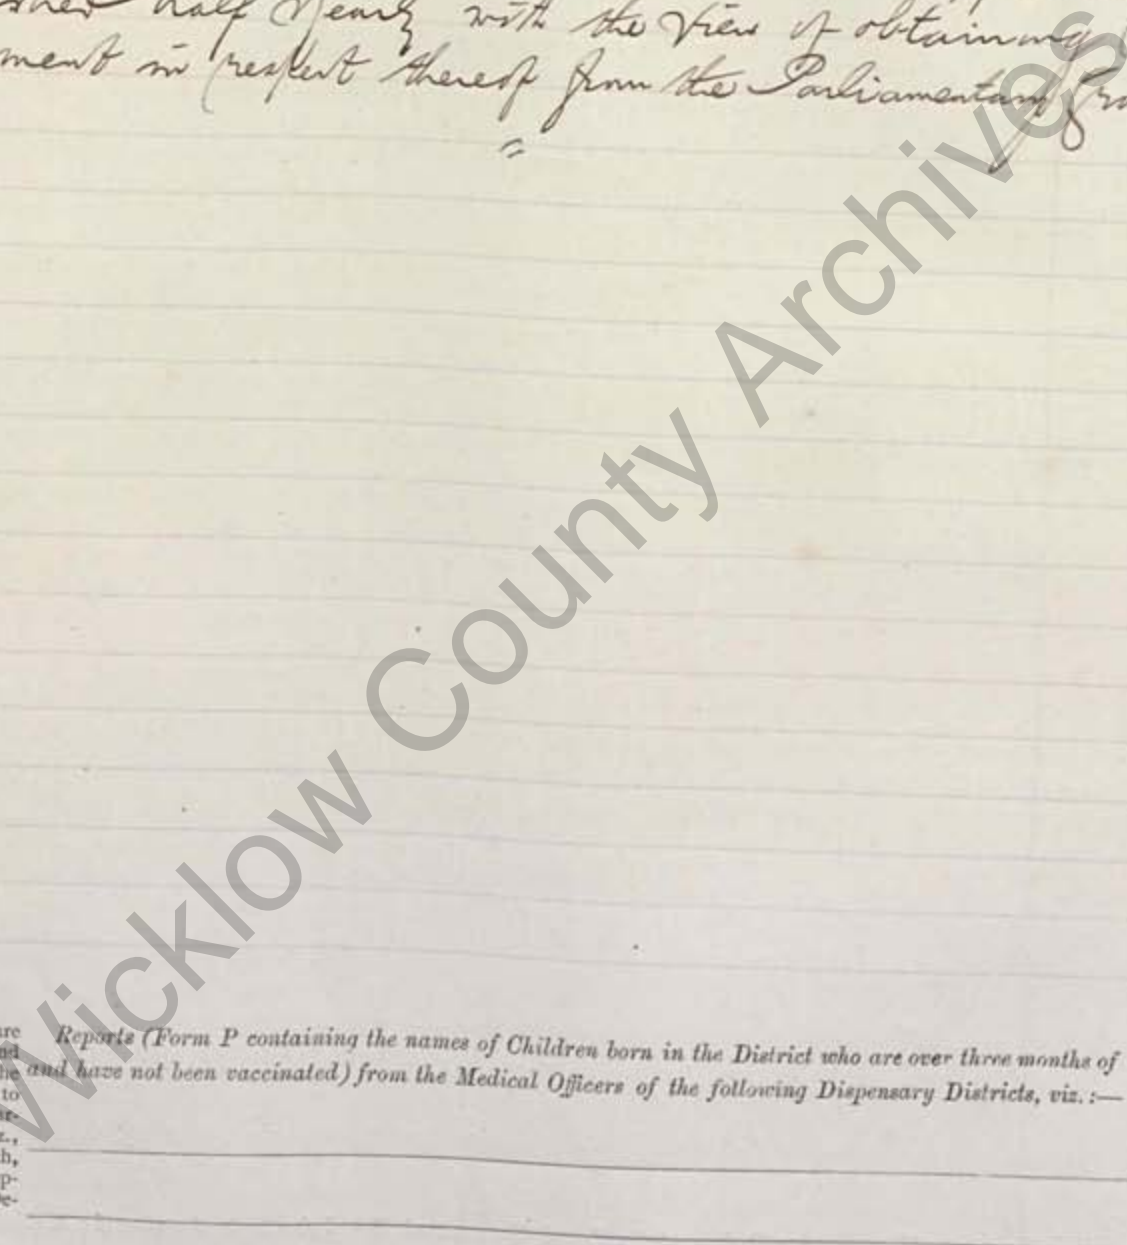 half Yearly with the View of obtaining
ment in respect thereof from the Parliamentary
Wicklow County Archives
Reports (Form P containing the names of Children born in the District who are over three months of
and have not been vaccinated) from the Medical Officers of the following Dispensary Districts, viz. :—
to